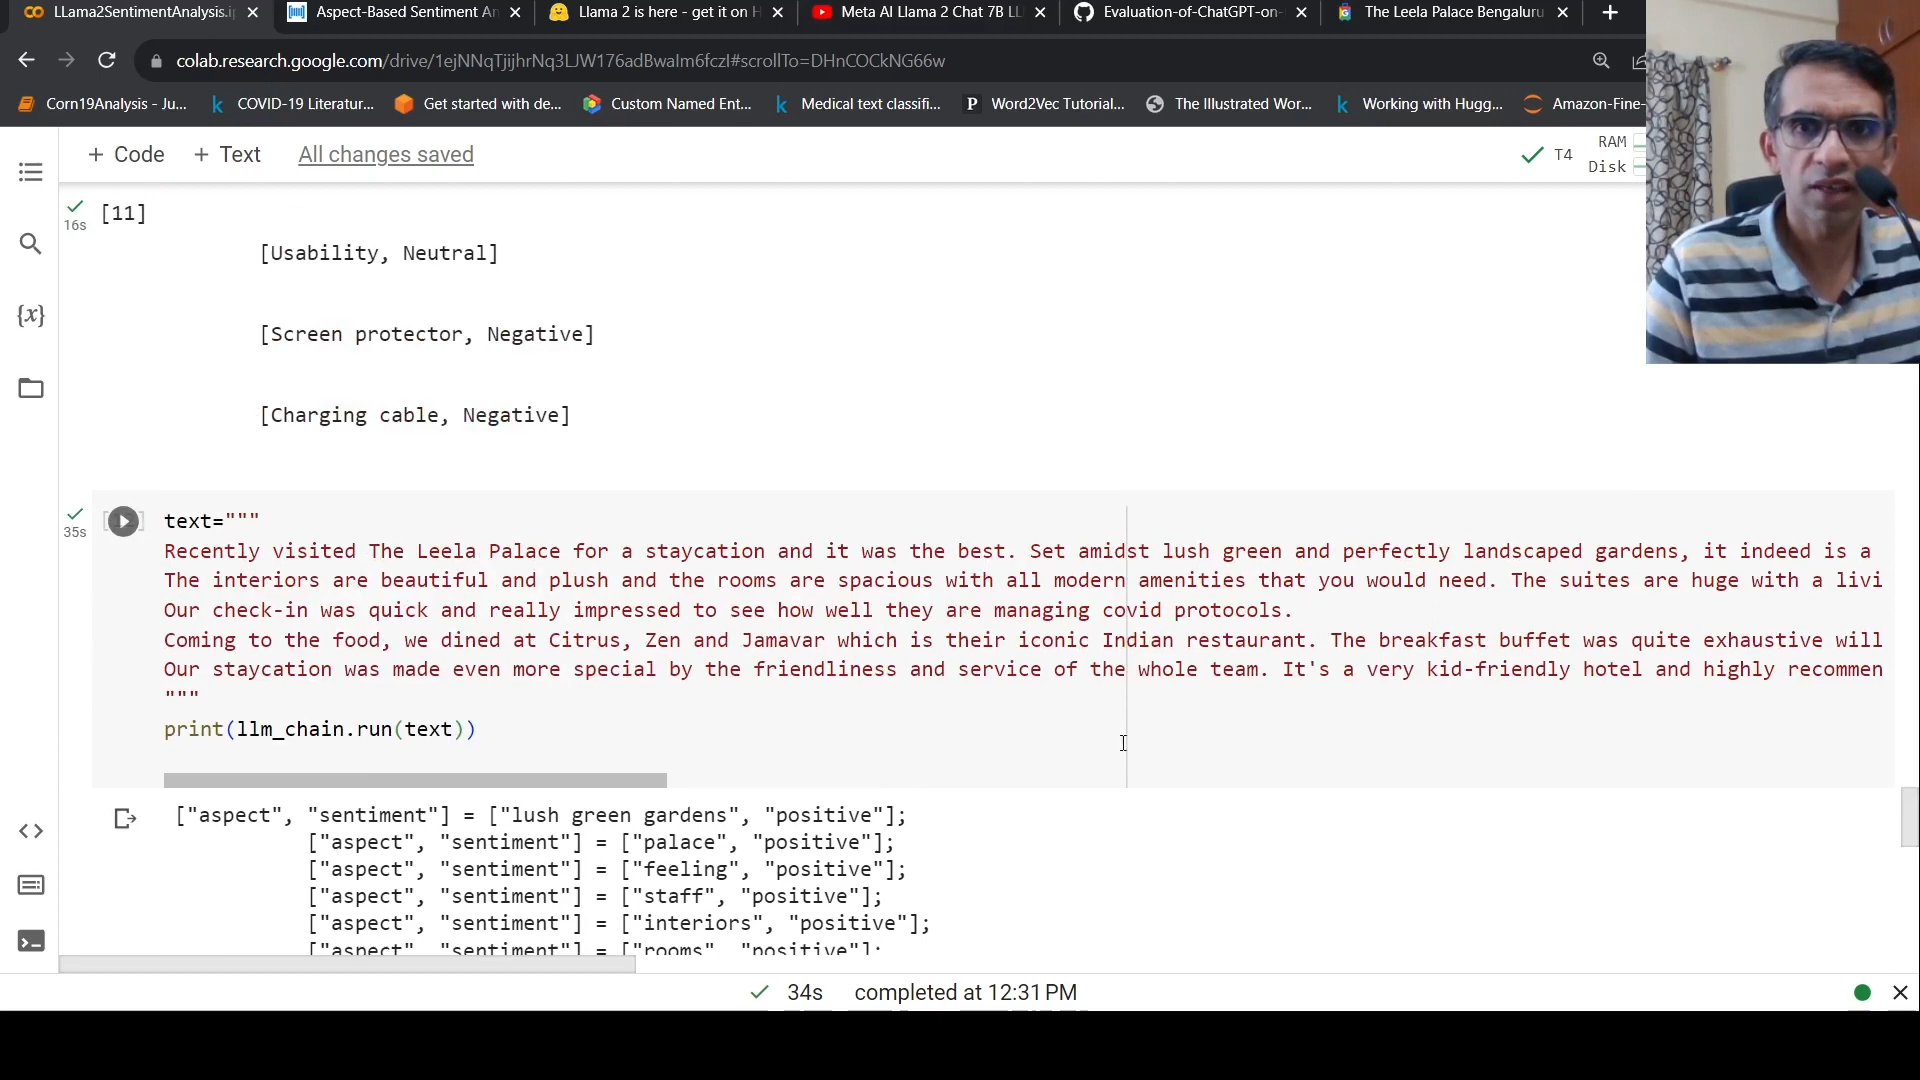 LLama2SentimentAnalysis.i
Aspect-Based Sentiment An
Llama 2 is here - get it on H
Meta AI Llama 2 Chat 7B LL
Evaluation-of-ChatGPT-on-
The Leela Palace Bengaluru
colab.research.google.com/drive/1ejNNqTjijhrNq3LJW176adBwaIm6fczI#scrollTo=DHnCOCkNG66w
Corn19Analysis - Ju...
COVID-19 Literatur...
Get started with de...
Custom Named Ent...
Medical text classifi...
Word2Vec Tutorial...
The Illustrated Wor...
Working with Hugg...
Amazon-Fine-
+ Code + Text All changes saved
T4
RAM
Disk
16s
[11]
[Usability, Neutral]
[Screen protector, Negative]
[Charging cable, Negative]
35s
text="""
Recently visited The Leela Palace for a staycation and it was the best. Set amidst lush green and perfectly landscaped gardens, it indeed is a
The interiors are beautiful and plush and the rooms are spacious with all modern amenities that you would need. The suites are huge with a livi
Our check-in was quick and really impressed to see how well they are managing covid protocols.
Coming to the food, we dined at Citrus, Zen and Jamavar which is their iconic Indian restaurant. The breakfast buffet was quite exhaustive will
Our staycation was made even more special by the friendliness and service of the whole team. It's a very kid-friendly hotel and highly recommen
"""
print(llm_chain.run(text))
["aspect", "sentiment"] = ["lush green gardens", "positive"];
["aspect", "sentiment"] = ["palace", "positive"];
["aspect", "sentiment"] = ["feeling", "positive"];
["aspect", "sentiment"] = ["staff", "positive"];
["aspect", "sentiment"] = ["interiors", "positive"];
["aspect", "sentiment"] = ["rooms", "positive"];
34s completed at 12:31 PM